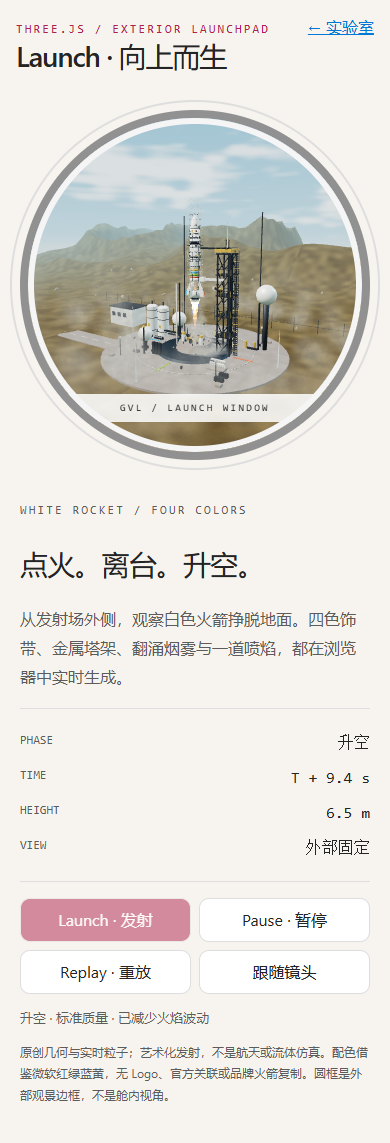 THREE.JS / EXTERIOR LAUNCHPAD
← 实验室
Launch · 向上而生
GVL / LAUNCH WINDOW
WHITE ROCKET / FOUR COLORS
点火。离台。升空。
从发射场外侧，观察白色火箭挣脱地面。四色饰
带、金属塔架、翻涌烟雾与一道喷焰，都在浏览
器中实时生成。
PHASE 升空
TIME T + 9.4 s
HEIGHT 6.5 m
VIEW 外部固定
Launch · 发射 Pause · 暂停
Replay · 重放 跟随镜头
升空 · 标准质量 · 已减少火焰波动
原创几何与实时粒子；艺术化发射，不是航天或流体仿真。配色借
鉴微软红绿蓝黄，无 Logo、官方关联或品牌火箭复制。圆框是外
部观景边框，不是舱内视角。